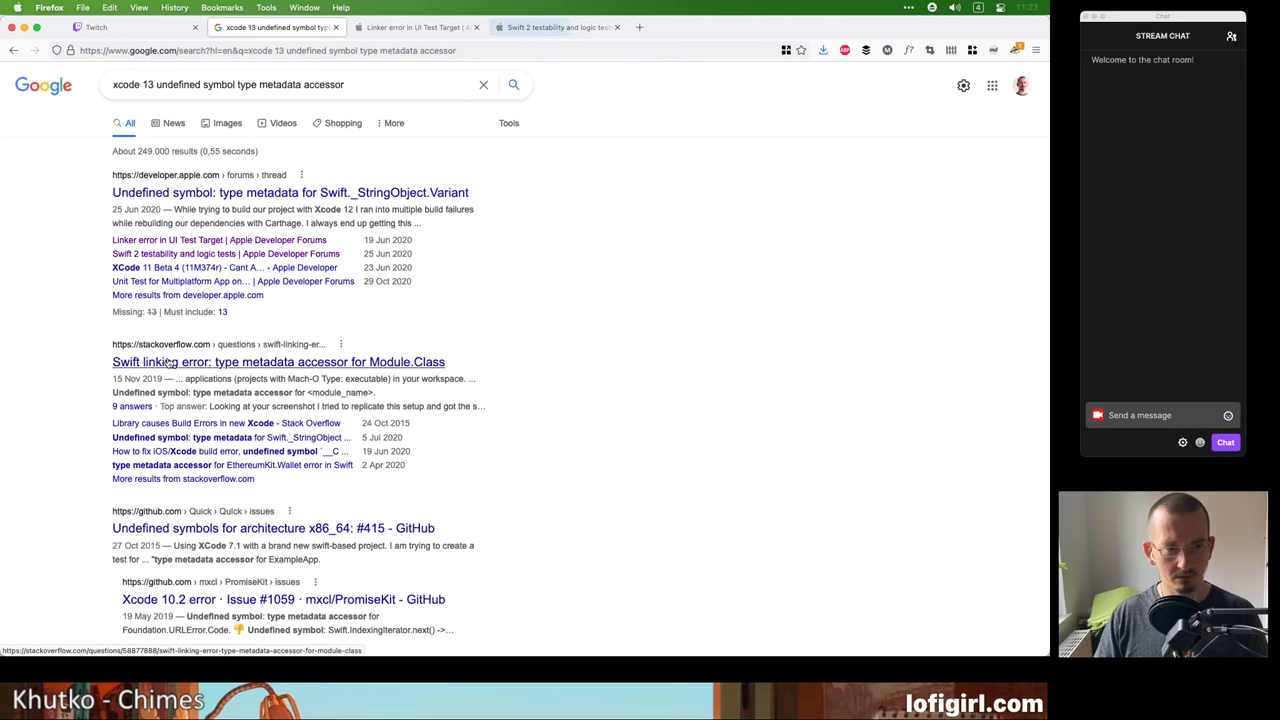 Firefox File Edit View History Bookmarks Tools Window Help 4 A 11:23
Twitch
xcode 13 undefined symbol type
Linker error in UI Test Target | A
Swift 2 testability and logic test
https://www.google.com/search?hl=en&q=xcode 13 undefined symbol type metadata accessor
Google
xcode 13 undefined symbol type metadata accessor
All News Images Videos Shopping More Tools
About 249.000 results (0,55 seconds)
https://developer.apple.com › forums › thread
Undefined symbol: type metadata for Swift._StringObject.Variant
25 Jun 2020 — While trying to build our project with Xcode 12 I ran into multiple build failures
while rebuilding our dependencies with Carthage. I always end up getting this ...
Linker error in UI Test Target | Apple Developer Forums 19 Jun 2020
Swift 2 testability and logic tests | Apple Developer Forums 25 Jun 2020
XCode 11 Beta 4 (11M374r) - Cant A... - Apple Developer 23 Jun 2020
Unit Test for Multiplatform App on... | Apple Developer Forums 29 Oct 2020
More results from developer.apple.com
Missing: 13 | Must include: 13
https://stackoverflow.com › questions › swift-linking-er...
Swift linking error: type metadata accessor for Module.Class
15 Nov 2019 — ... applications (projects with Mach-O Type: executable) in your workspace. ...
Undefined symbol: type metadata accessor for <module_name>.
9 answers · Top answer: Looking at your screenshot I tried to replicate this setup and got the s...
Library causes Build Errors in new Xcode - Stack Overflow 24 Oct 2015
Undefined symbol: type metadata for Swift._StringObject ... 5 Jul 2020
How to fix iOS/Xcode build error, undefined symbol `__C ... 19 Jun 2020
type metadata accessor for EthereumKit.Wallet error in Swift 2 Apr 2020
More results from stackoverflow.com
https://github.com › Quick › Quick › issues
Undefined symbols for architecture x86_64: #415 - GitHub
27 Oct 2015 — Using XCode 7.1 with a brand new swift-based project. I am trying to create a
test for ... "type metadata accessor for ExampleApp.
https://github.com › mxcl › PromiseKit › issues
Xcode 10.2 error · Issue #1059 · mxcl/PromiseKit - GitHub
19 May 2019 — Undefined symbol: type metadata for
Foundation.URLError.Code. 👎 Undefined symbol: Swift.IndexingIterator.next() ->...
https://stackoverflow.com/questions/58877888/swift-linking-error-type-metadata-accessor-for-module-class
Chat
STREAM CHAT
Welcome to the chat room!
Send a message
Chat
Khutko - Chimes
lofigirl.com